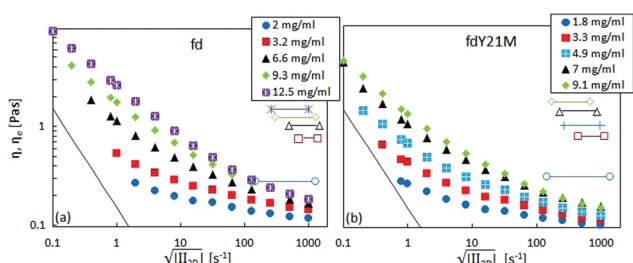 fd
2 mg/ml
3.2 mg/ml
6.6 mg/ml
9.3 mg/ml
12.5 mg/ml
η, ηe [Pas]
1
0.1
(a)
0.1 1 10 100 1000
√|II2D| [s-1]
fdY21M
1.8 mg/ml
3.3 mg/ml
4.9 mg/ml
7 mg/ml
9.1 mg/ml
(b)
0.1 1 10 100 1000
√|II2D| [s-1]